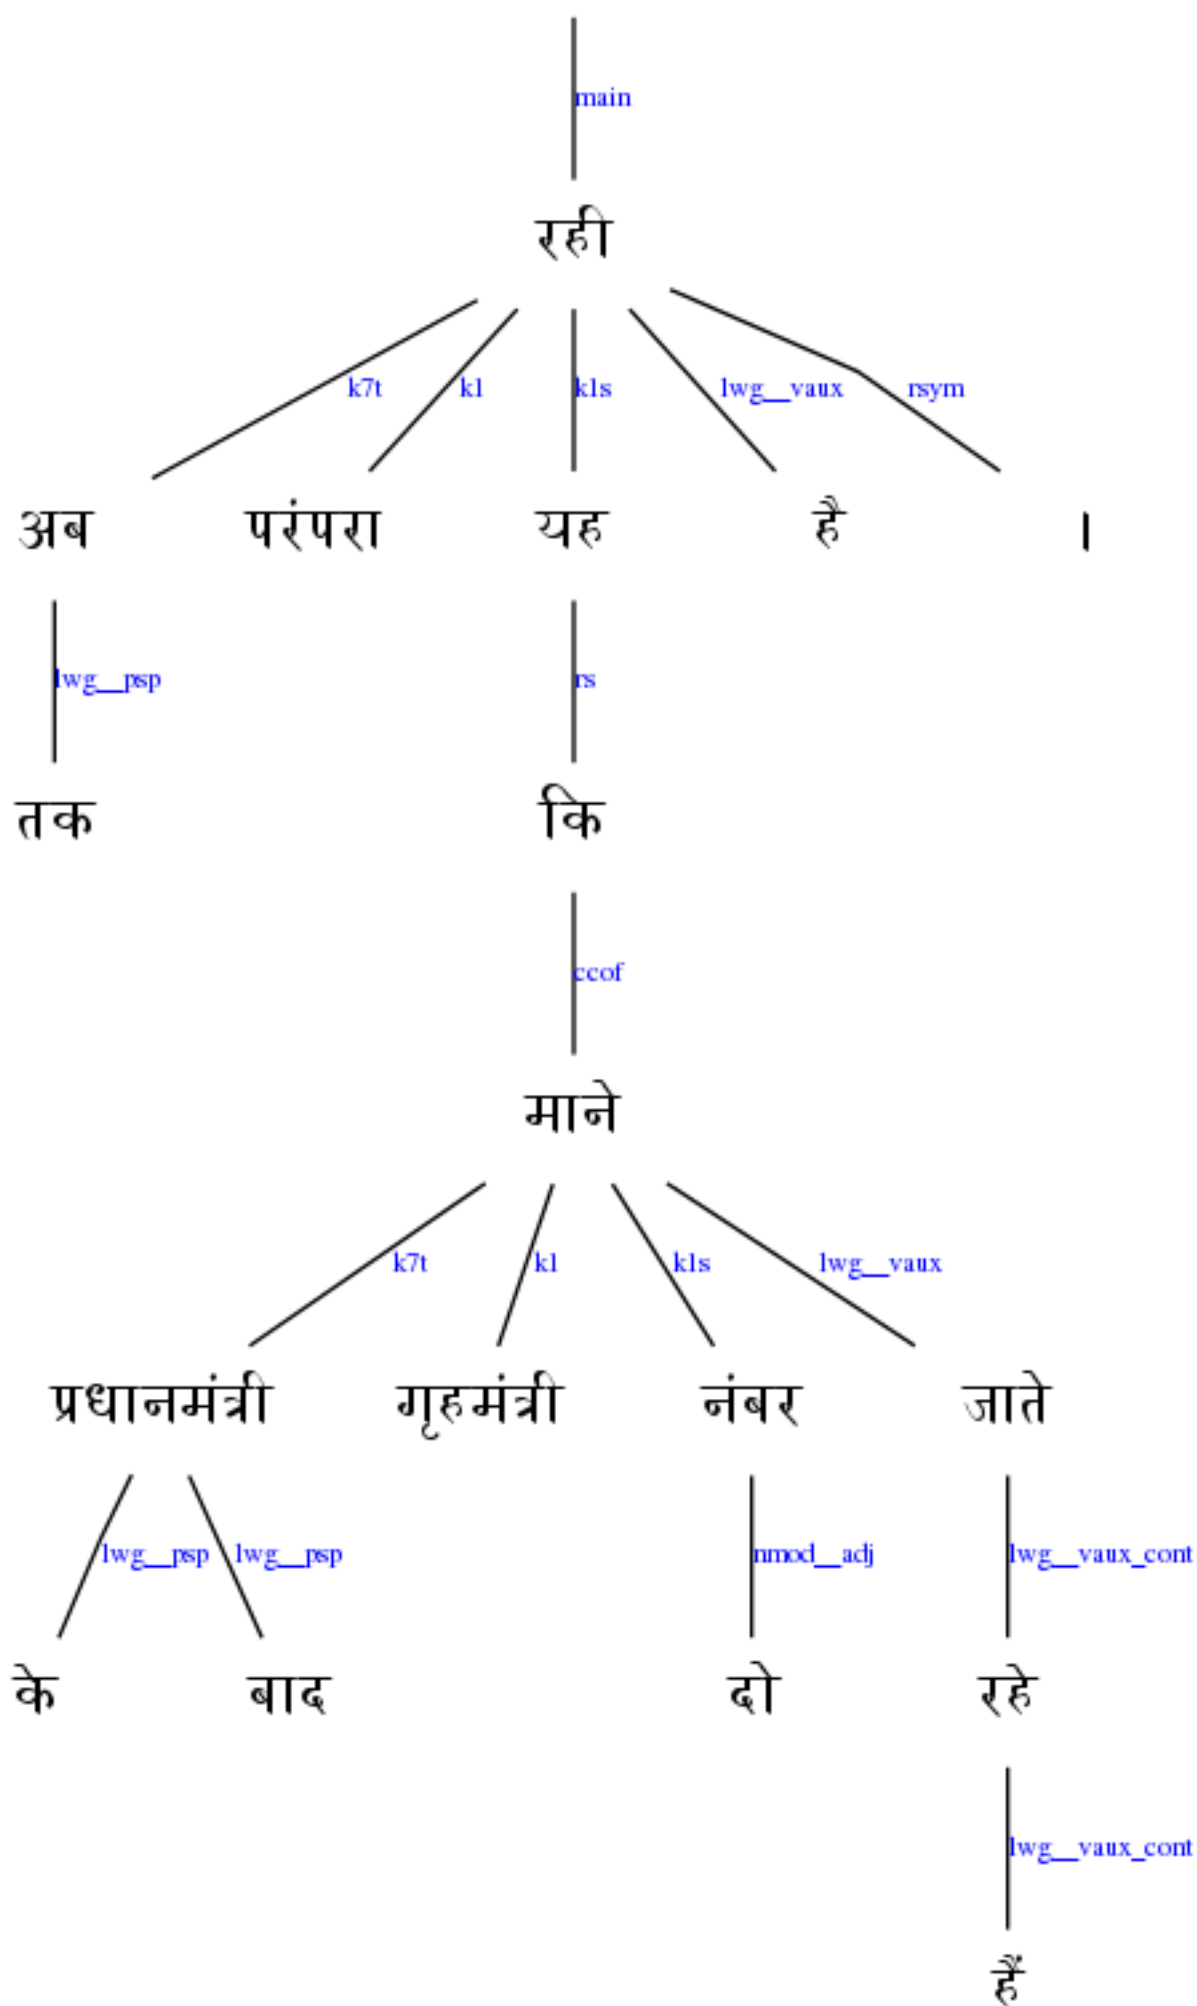 main
रही
k7t k1 k1s lwg__vaux rsym
अब परंपरा यह है ।
lwg__psp rs
तक कि
ccof
माने
k7t k1 k1s lwg__vaux
प्रधानमंत्री गृहमंत्री नंबर जाते
lwg__psp lwg__psp nmod__adj lwg__vaux_cont
के बाद दो रहे
lwg__vaux_cont
हैं